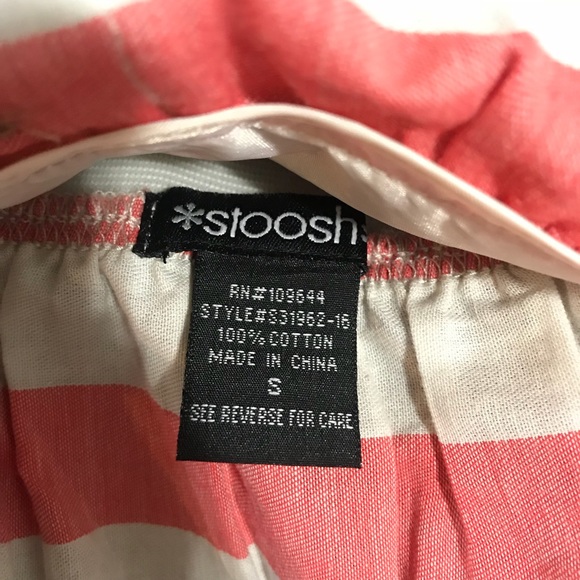 *stoosh
RN#109644
STYLE#S31962-16
100% COTTON
MADE IN CHINA
S
SEE REVERSE FOR CARE